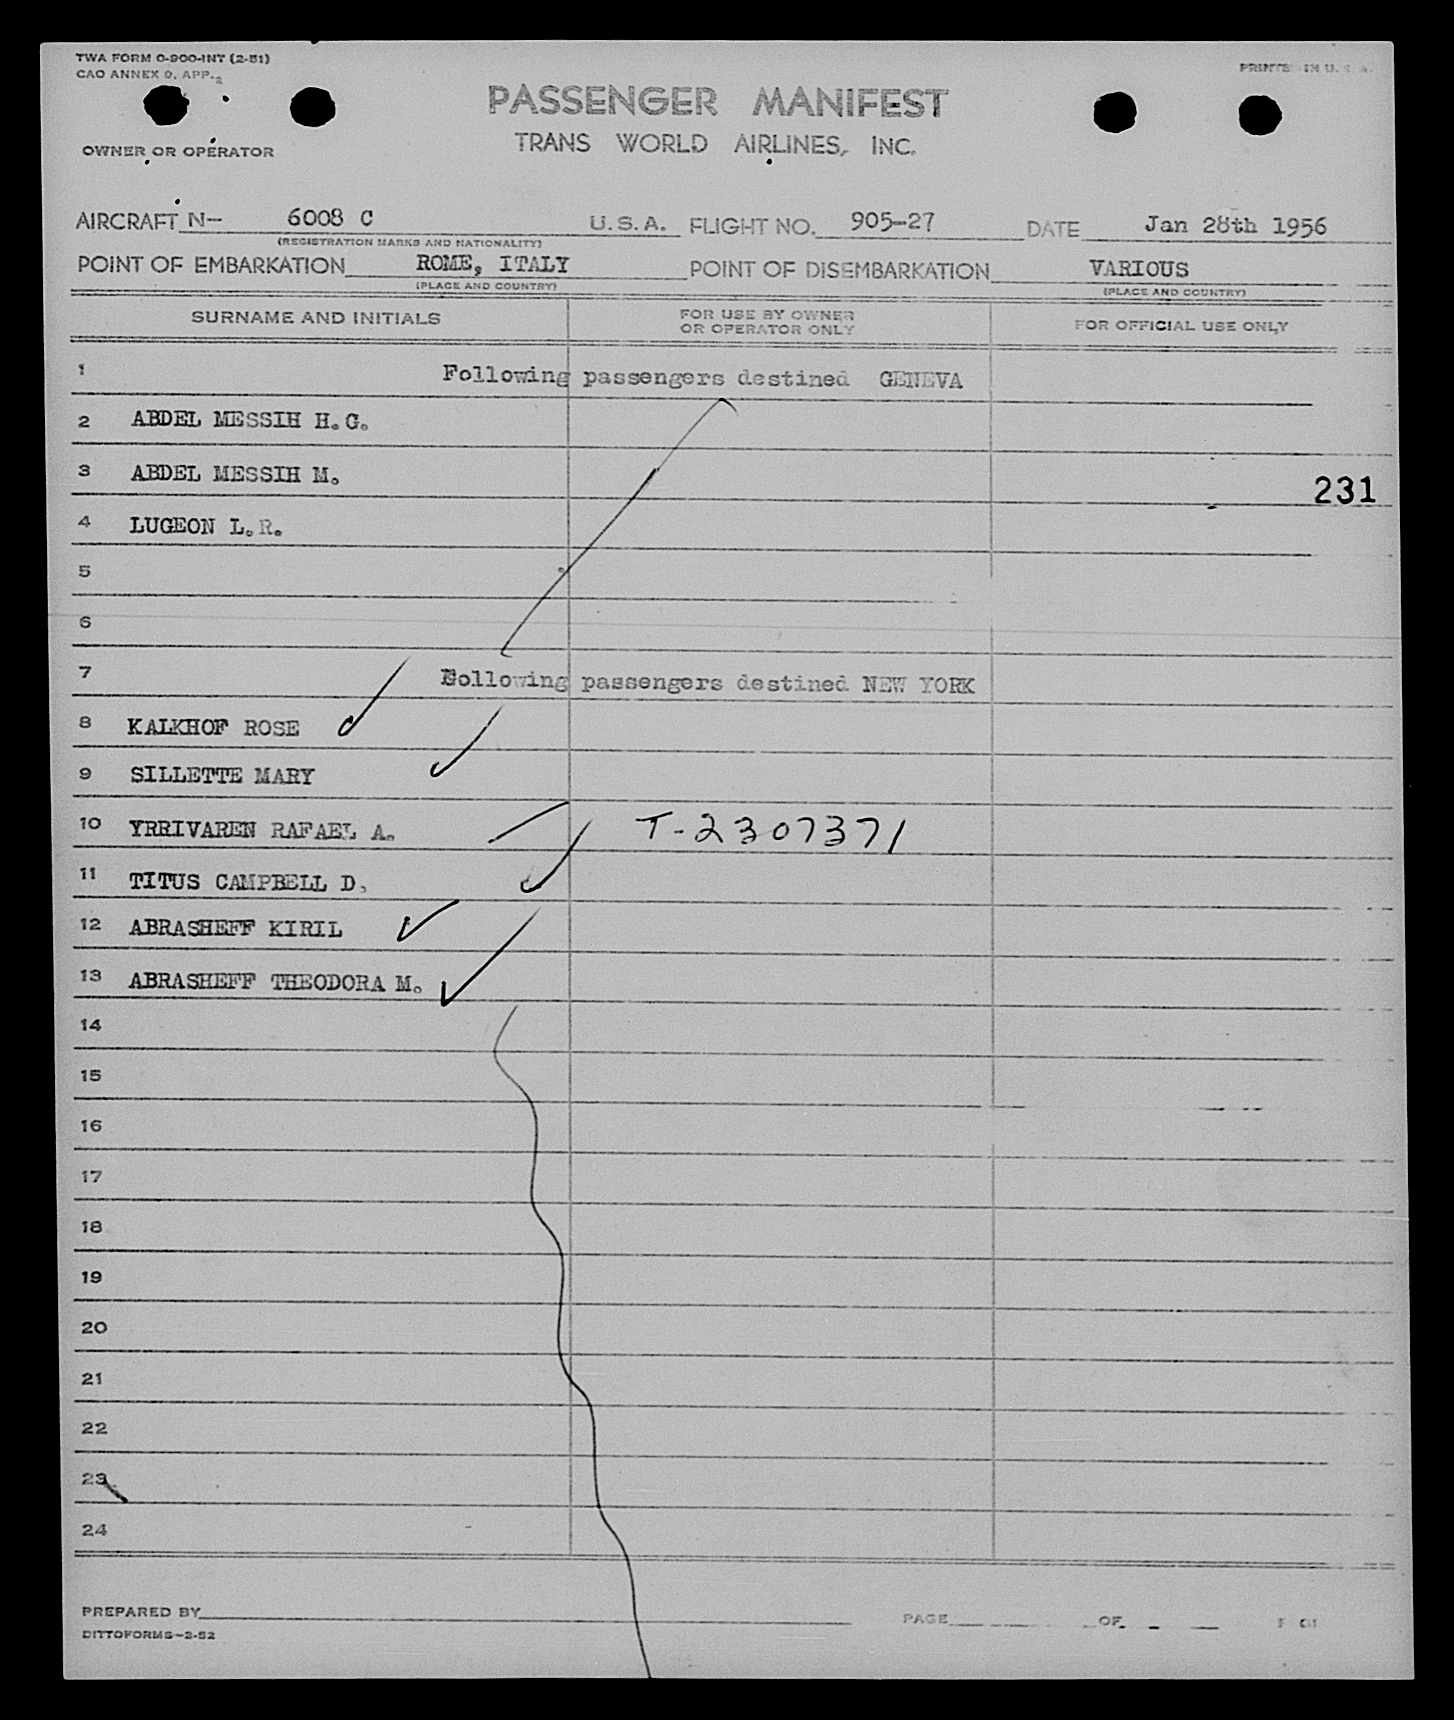 TWA FORM O-900-INT (2-51)
CAO ANNEX 9, APP. 2
PRINTED IN U. S. A.
PASSENGER MANIFEST
TRANS WORLD AIRLINES, INC.
OWNER OR OPERATOR
AIRCRAFT N- 6008 C U.S.A. FLIGHT NO. 905-27 DATE Jan 28th 1956
(REGISTRATION MARKS AND NATIONALITY)
POINT OF EMBARKATION ROME, ITALY POINT OF DISEMBARKATION VARIOUS
(PLACE AND COUNTRY) (PLACE AND COUNTRY)
SURNAME AND INITIALS FOR USE BY OWNER OR OPERATOR ONLY FOR OFFICIAL USE ONLY
1 Following passengers destined GENEVA
2 ABDEL MESSIH H.G.
3 ABDEL MESSIH M.
231
4 LUGEON L.R.
5
6
7 Following passengers destined NEW YORK
8 KALKHOF ROSE
9 SILLETTE MARY
10 YRRIVAREN RAFAEL A. T-2307371
11 TITUS CAMPBELL D.
12 ABRASHEFF KIRIL
13 ABRASHEFF THEODORA M.
14
15
16
17
18
19
20
21
22
23
24
PREPARED BY PAGE OF
DITTOFORMS-2-52